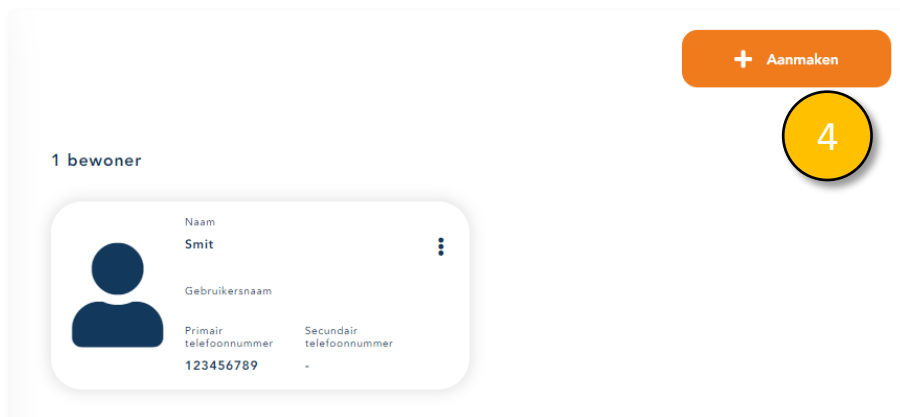 Aanmaken
4
1 bewoner
Naam
Smit
Gebruikersnaam
Primair
telefoonnummer
123456789
Secundair
telefoonnummer
-